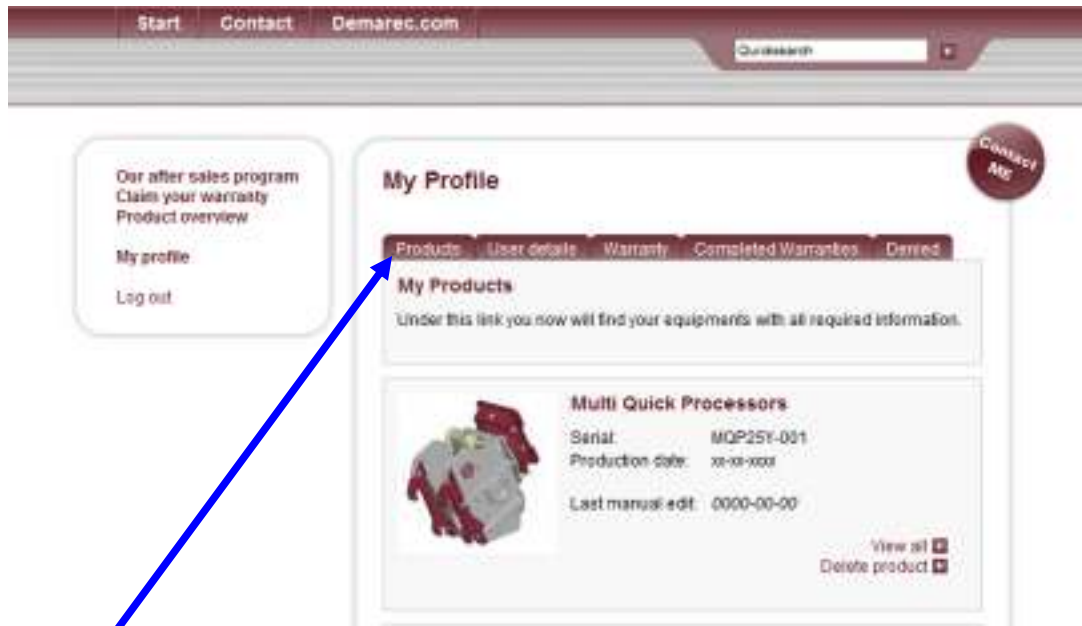 Start Contact Demarec.com
Quicksearch
Our after sales program
Claim your warranty
Product overview
My profile
Log out
Contact
ME
My Profile
Products User details Warranty Completed Warranties Denied
My Products
Under this link you now will find your equipments with all required information.
Multi Quick Processors
Serial: MQP25Y-001
Production date: xx-xx-xxxx
Last manual edit: 0000-00-00
View all
Delete product